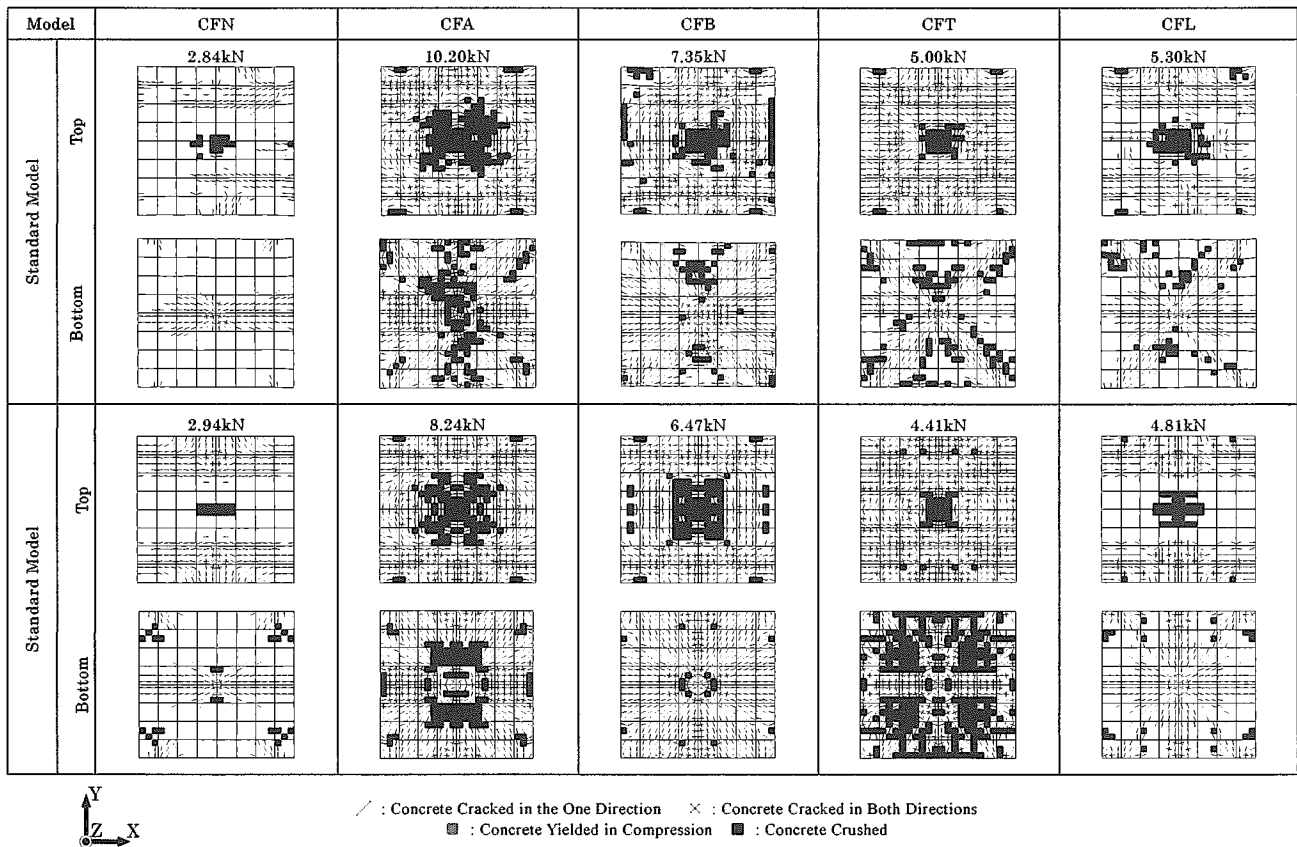 Model CFN CFA CFB CFT CFL
Standard Model
Top
2.84kN 10.20kN 7.35kN 5.00kN 5.30kN
Bottom
Standard Model
Top
2.94kN 8.24kN 6.47kN 4.41kN 4.81kN
Bottom
Y
Z X
: Concrete Cracked in the One Direction : Concrete Cracked in Both Directions
: Concrete Yielded in Compression : Concrete Crushed